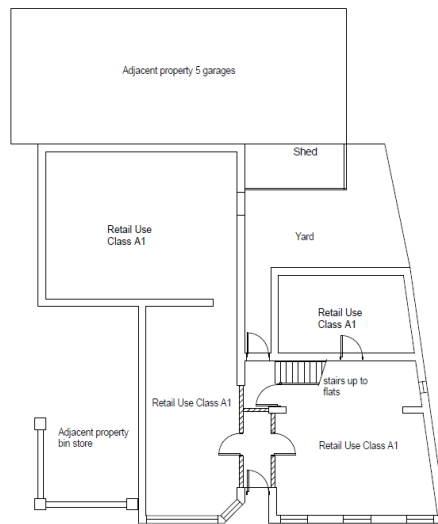 Adjacent property 5 garages
Shed
Retail Use
Class A1
Yard
Retail Use
Class A1
stairs up to
flats
Retail Use Class A1
Adjacent property
bin store
Retail Use Class A1